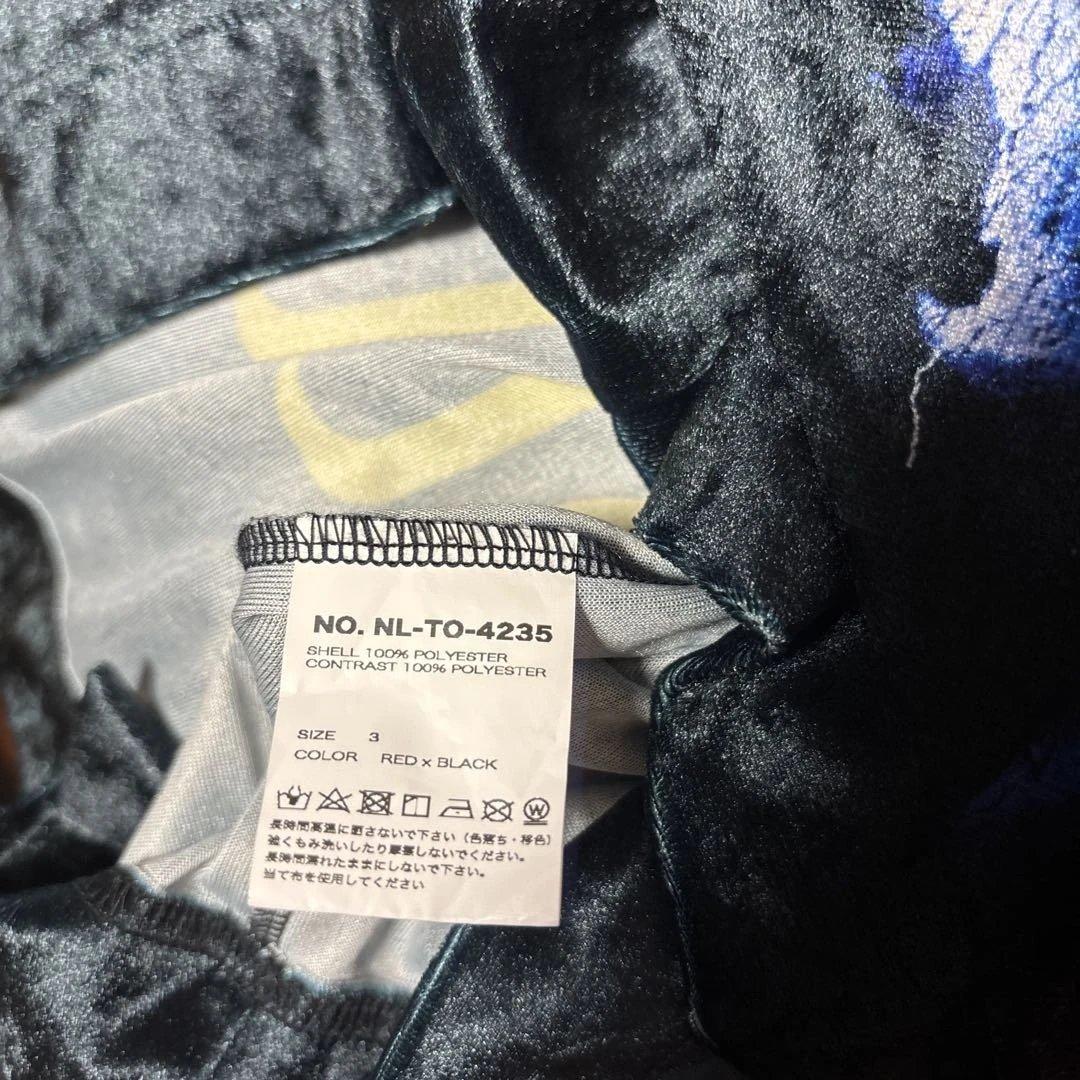 NO. NL-TO-4235
SHELL 100% POLYESTER
CONTRAST 100% POLYESTER
SIZE 3
COLOR RED x BLACK
長時間高温に晒さないで下さい（色落ち・移色）
強くもみ洗いしたり摩擦しないでください。
長時間濡れたままにしないで下さい。
当て布を使用してください